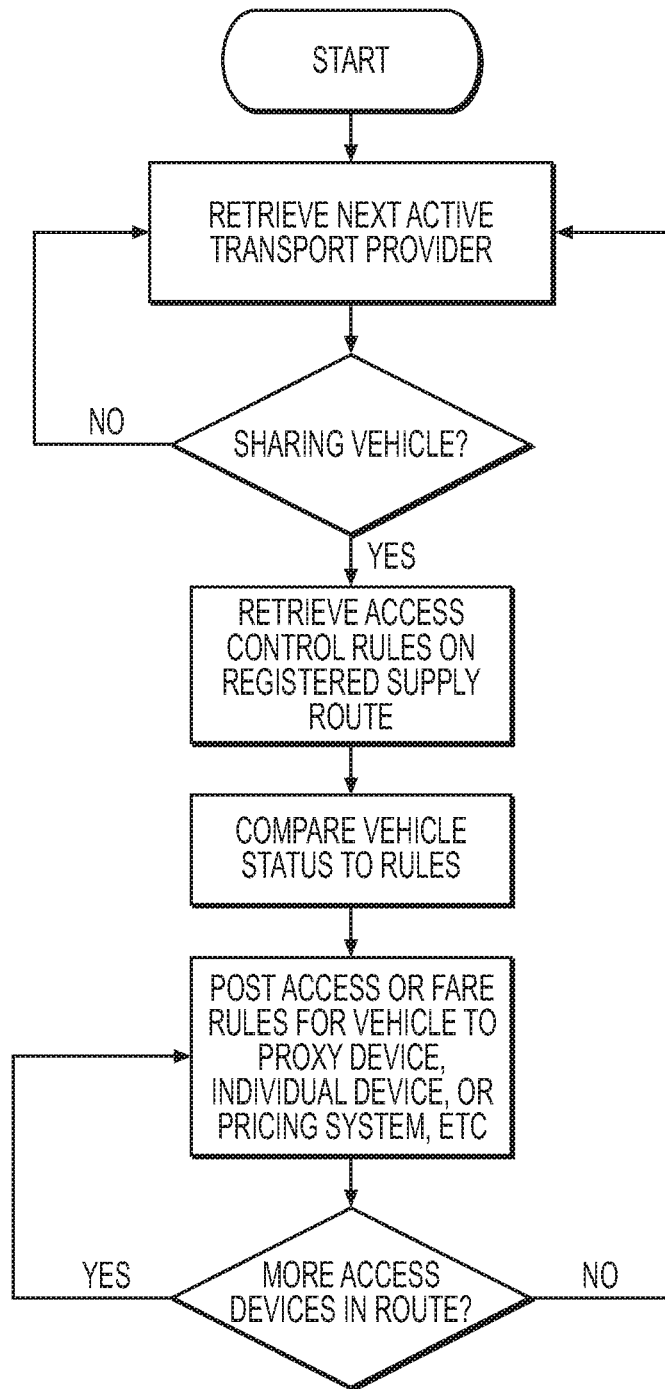 START
RETRIEVE NEXT ACTIVE
TRANSPORT PROVIDER
NO
SHARING VEHICLE?
YES
RETRIEVE ACCESS
CONTROL RULES ON
REGISTERED SUPPLY
ROUTE
COMPARE VEHICLE
STATUS TO RULES
POST ACCESS OR FARE
RULES FOR VEHICLE TO
PROXY DEVICE,
INDIVIDUAL DEVICE, OR
PRICING SYSTEM, ETC
YES
MORE ACCESS
DEVICES IN ROUTE?
NO